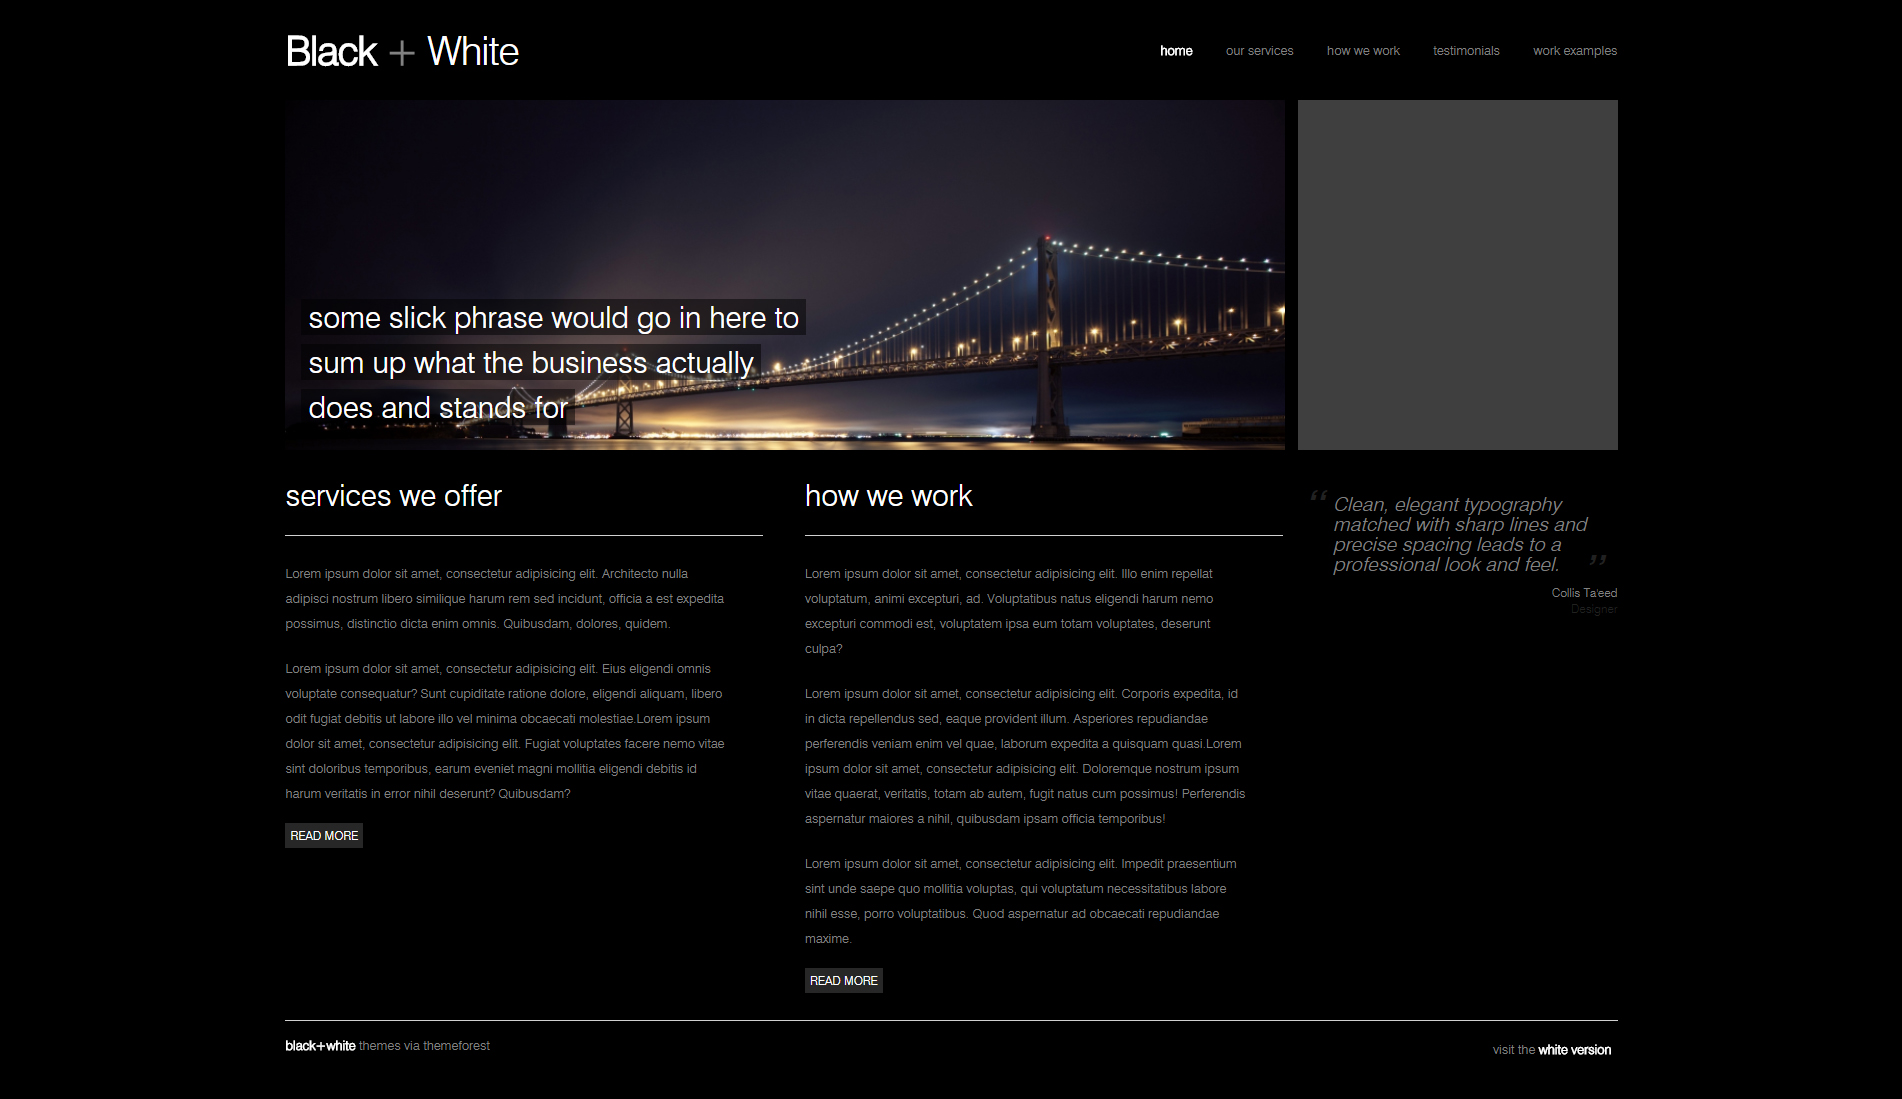 Black + White
home our services how we work testimonials work examples
some slick phrase would go in here to
sum up what the business actually
does and stands for
services we offer
Lorem ipsum dolor sit amet, consectetur adipisicing elit. Architecto nulla
adipisci nostrum libero similique harum rem sed incidunt, officia a est expedita
possimus, distinctio dicta enim omnis. Quibusdam, dolores, quidem.
Lorem ipsum dolor sit amet, consectetur adipisicing elit. Eius eligendi omnis
voluptate consequatur? Sunt cupiditate ratione dolore, eligendi aliquam, libero
odit fugiat debitis ut labore illo vel minima obcaecati molestiae.Lorem ipsum
dolor sit amet, consectetur adipisicing elit. Fugiat voluptates facere nemo vitae
sint doloribus temporibus, earum eveniet magni mollitia eligendi debitis id
harum veritatis in error nihil deserunt? Quibusdam?
READ MORE
how we work
Lorem ipsum dolor sit amet, consectetur adipisicing elit. Illo enim repellat
voluptatum, animi excepturi, ad. Voluptatibus natus eligendi harum nemo
excepturi commodi est, voluptatem ipsa eum totam voluptates, deserunt
culpa?
Lorem ipsum dolor sit amet, consectetur adipisicing elit. Corporis expedita, id
in dicta repellendus sed, eaque provident illum. Asperiores repudiandae
perferendis veniam enim vel quae, laborum expedita a quisquam quasi.Lorem
ipsum dolor sit amet, consectetur adipisicing elit. Doloremque nostrum ipsum
vitae quaerat, veritatis, totam ab autem, fugit natus cum possimus! Perferendis
aspernatur maiores a nihil, quibusdam ipsam officia temporibus!
Lorem ipsum dolor sit amet, consectetur adipisicing elit. Impedit praesentium
sint unde saepe quo mollitia voluptas, qui voluptatum necessitatibus labore
nihil esse, porro voluptatibus. Quod aspernatur ad obcaecati repudiandae
maxime.
READ MORE
“ Clean, elegant typography
matched with sharp lines and
precise spacing leads to a
professional look and feel. ”
Collis Ta'eed
Designer
black+white themes via themeforest
visit the white version